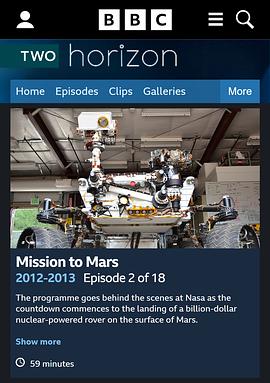 BBC
TWO horizon
Home Episodes Clips Galleries More
Mission to Mars
2012-2013 Episode 2 of 18
The programme goes behind the scenes at Nasa as the
countdown commences to the landing of a billion-dollar
nuclear-powered rover on the surface of Mars.
Show more
59 minutes